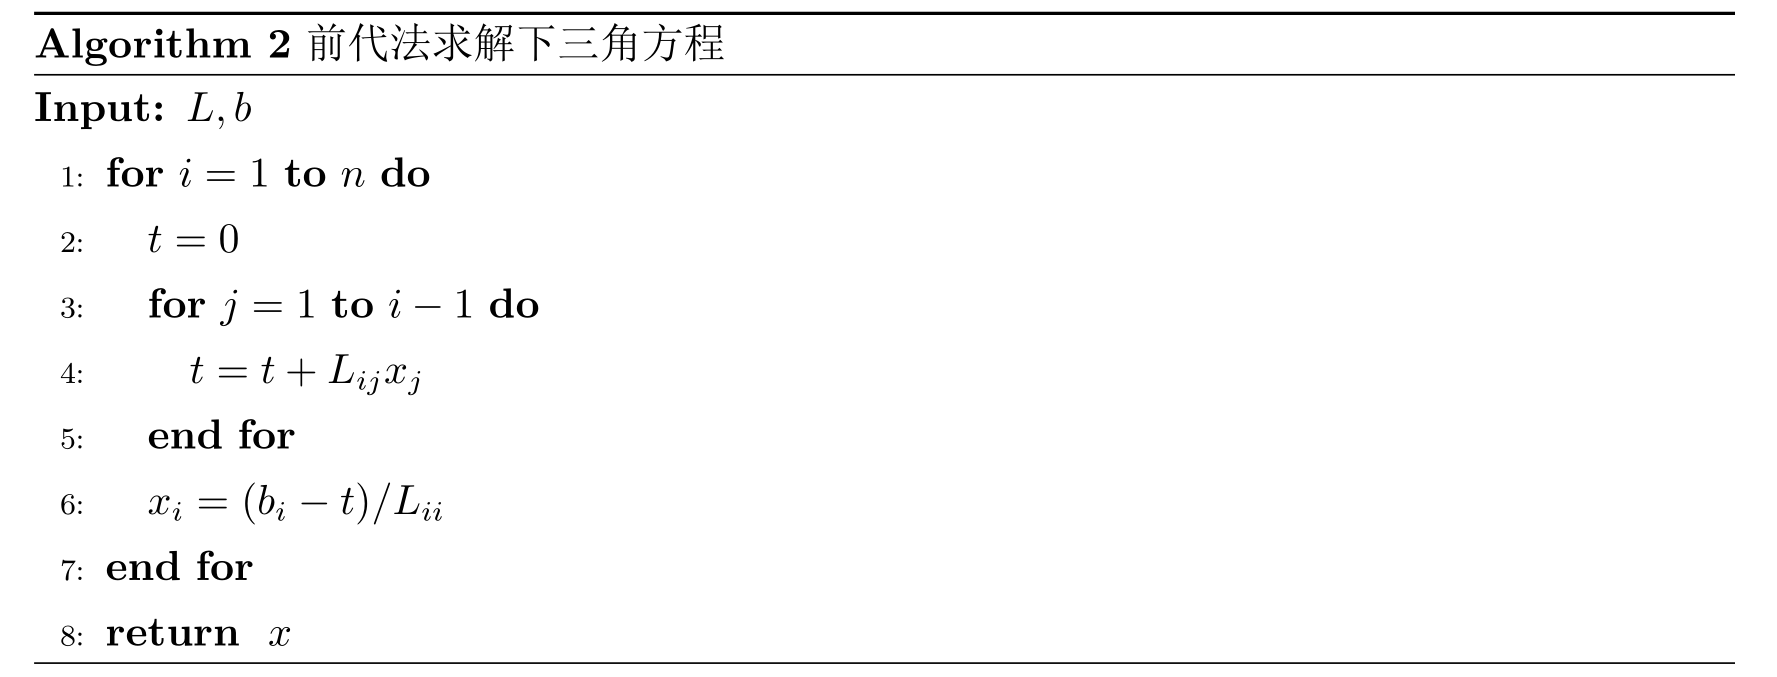 Algorithm 2 前代法求解下三角方程
Input: L, b
1: for i = 1 to n do
2: t = 0
3: for j = 1 to i − 1 do
4: t = t + L_{ij}x_j
5: end for
6: x_i = (b_i − t)/L_{ii}
7: end for
8: return x